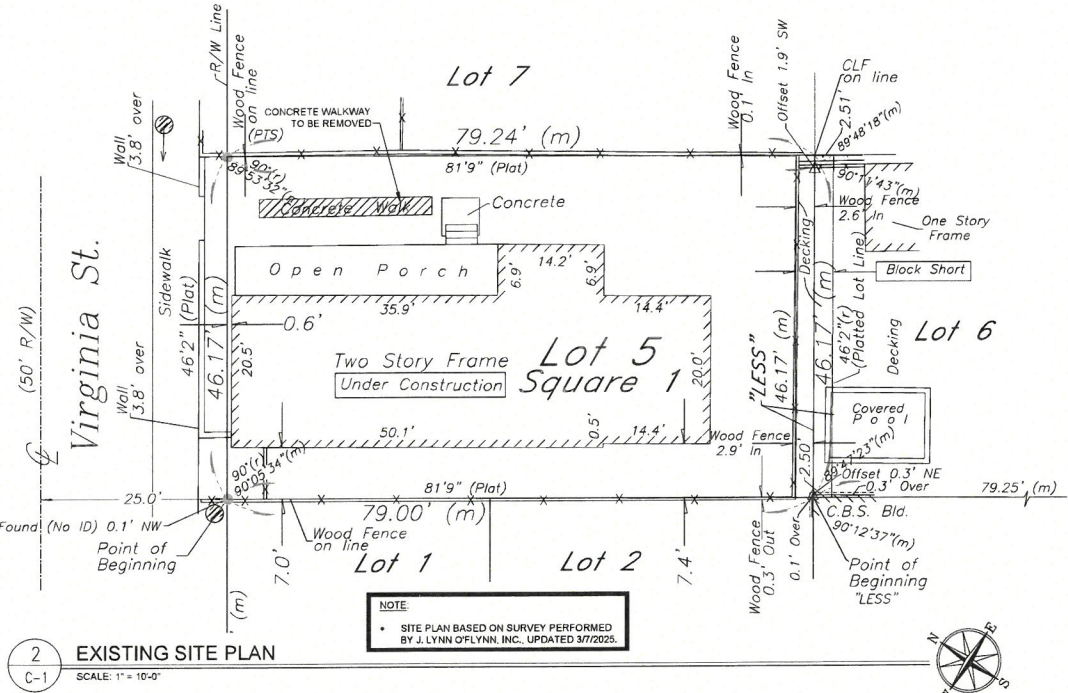 R/W Line
Wood Fence
on line
(PTS)
Lot 7
CONCRETE WALKWAY
TO BE REMOVED
79.24' (m)
81'9" (Plat)
Wood Fence
0.1' In
Offset 1.9' SW
CLF
on line
2.51'
89°48'18"(m)
90°11'43"(m)
Wall
3.8' over
90°(r)
89°53'32"(m)
Concrete Walk
Concrete
Wood Fence
2.6' In
One Story
Frame
Block Short
Decking
Open Porch
14.2'
6.9'
6.9'
35.9'
14.4'
0.6'
Virginia St.
(50' R/W)
Sidewalk
46'2" (Plat)
46.17' (m)
20.5'
Two Story Frame
Under Construction
Lot 5
Square 1
20.0'
"LESS"
46.17' (m)
46.17' (m)
46'2"(r)
(Platted Lot Line)
Decking
Lot 6
Wall
3.8' over
50.1'
0.5'
14.4'
Wood Fence
2.9' In
Covered
Pool
2.50'
89°47'23"(m)
Offset 0.3' NE
0.3' Over
90°(r)
90°05'34"(m)
81'9" (Plat)
79.00' (m)
25.0'
79.25' (m)
Found (No ID) 0.1' NW
Point of
Beginning
Wood Fence
on line
7.0'
Lot 1
Lot 2
7.4'
Wood Fence
0.3' Out
0.1' Over
C.B.S. Bld.
90°12'37"(m)
Point of
Beginning
"LESS"
(m)
NOTE:
• SITE PLAN BASED ON SURVEY PERFORMED
BY J. LYNN O'FLYNN, INC., UPDATED 3/7/2025.
2
C-1
EXISTING SITE PLAN
SCALE: 1" = 10'-0"
N
E
S
W